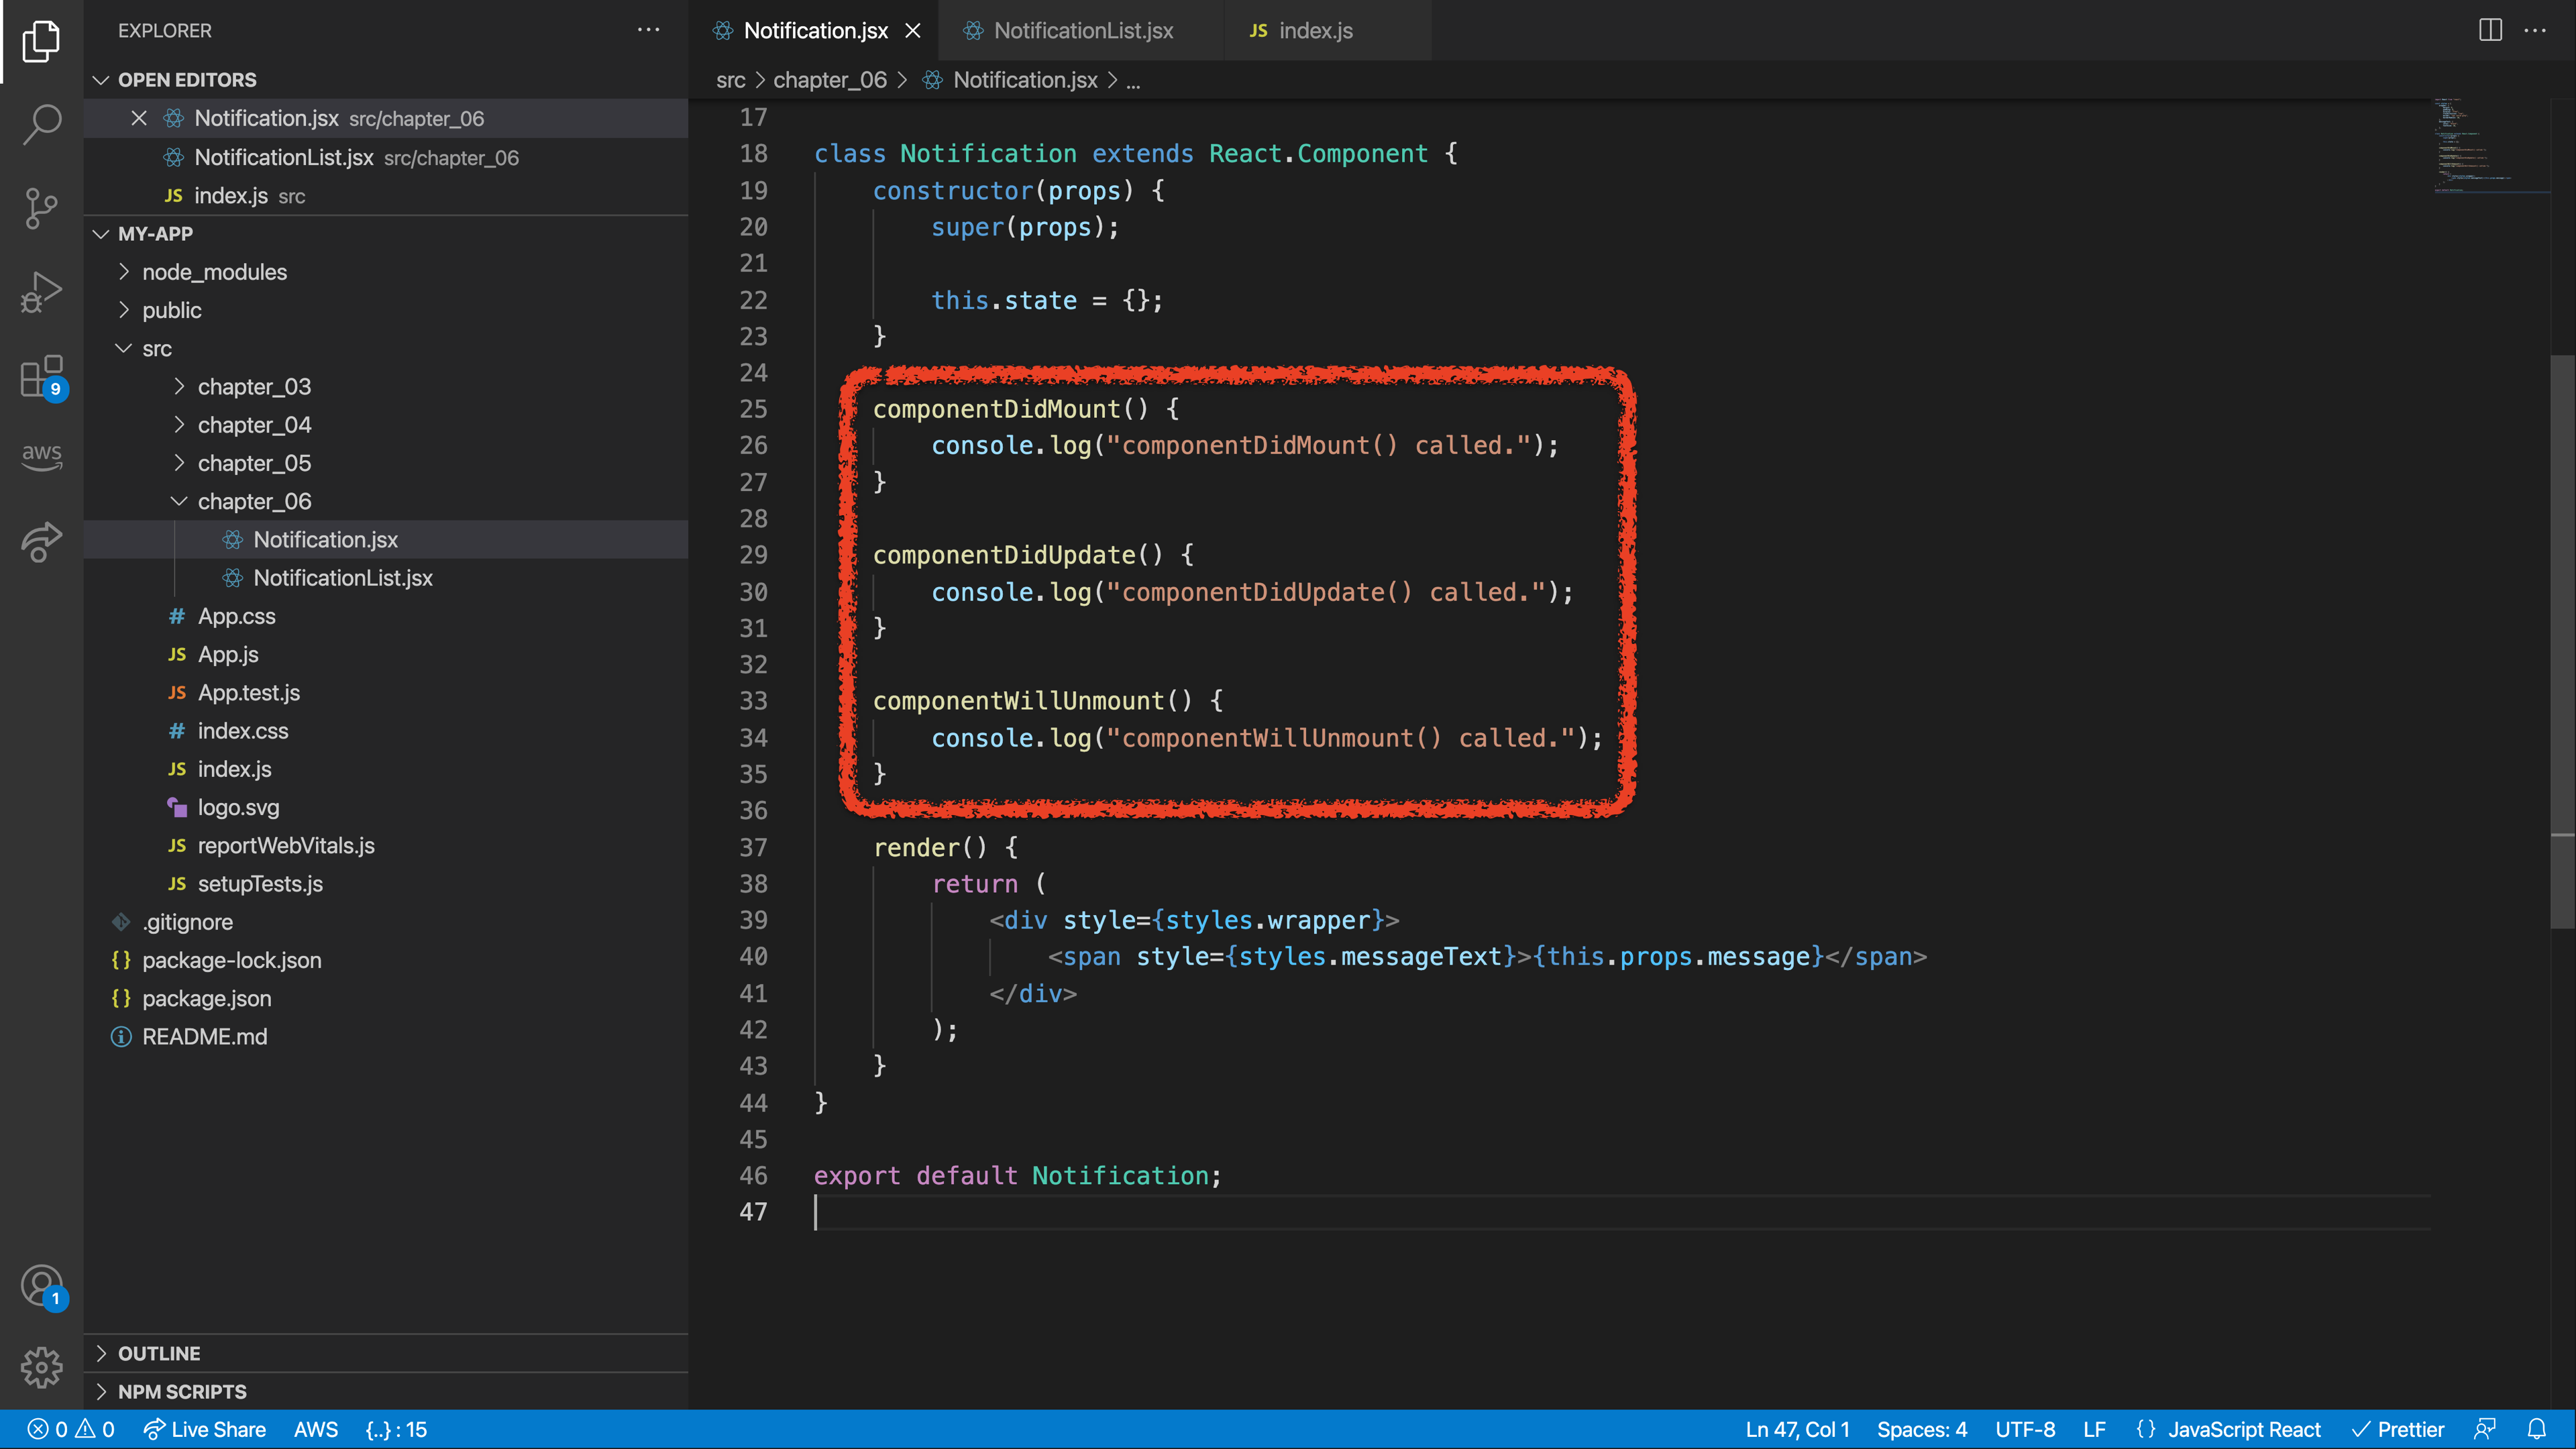 EXPLORER
OPEN EDITORS
Notification.jsx src/chapter_06
NotificationList.jsx src/chapter_06
JS index.js src
MY-APP
node_modules
public
src
chapter_03
chapter_04
chapter_05
chapter_06
Notification.jsx
NotificationList.jsx
# App.css
JS App.js
JS App.test.js
# index.css
JS index.js
logo.svg
JS reportWebVitals.js
JS setupTests.js
.gitignore
{} package-lock.json
{} package.json
README.md
OUTLINE
NPM SCRIPTS
9
aws
1
Notification.jsx
NotificationList.jsx
JS index.js
src > chapter_06 > Notification.jsx > ...
17
18 class Notification extends React.Component {
19 constructor(props) {
20 super(props);
21
22 this.state = {};
23 }
24
25 componentDidMount() {
26 console.log("componentDidMount() called.");
27 }
28
29 componentDidUpdate() {
30 console.log("componentDidUpdate() called.");
31 }
32
33 componentWillUnmount() {
34 console.log("componentWillUnmount() called.");
35 }
36
37 render() {
38 return (
39 <div style={styles.wrapper}>
40 <span style={styles.messageText}>{this.props.message}</span>
41 </div>
42 );
43 }
44 }
45
46 export default Notification;
47
0 0 Live Share AWS {..} : 15
Ln 47, Col 1 Spaces: 4 UTF-8 LF {} JavaScript React Prettier